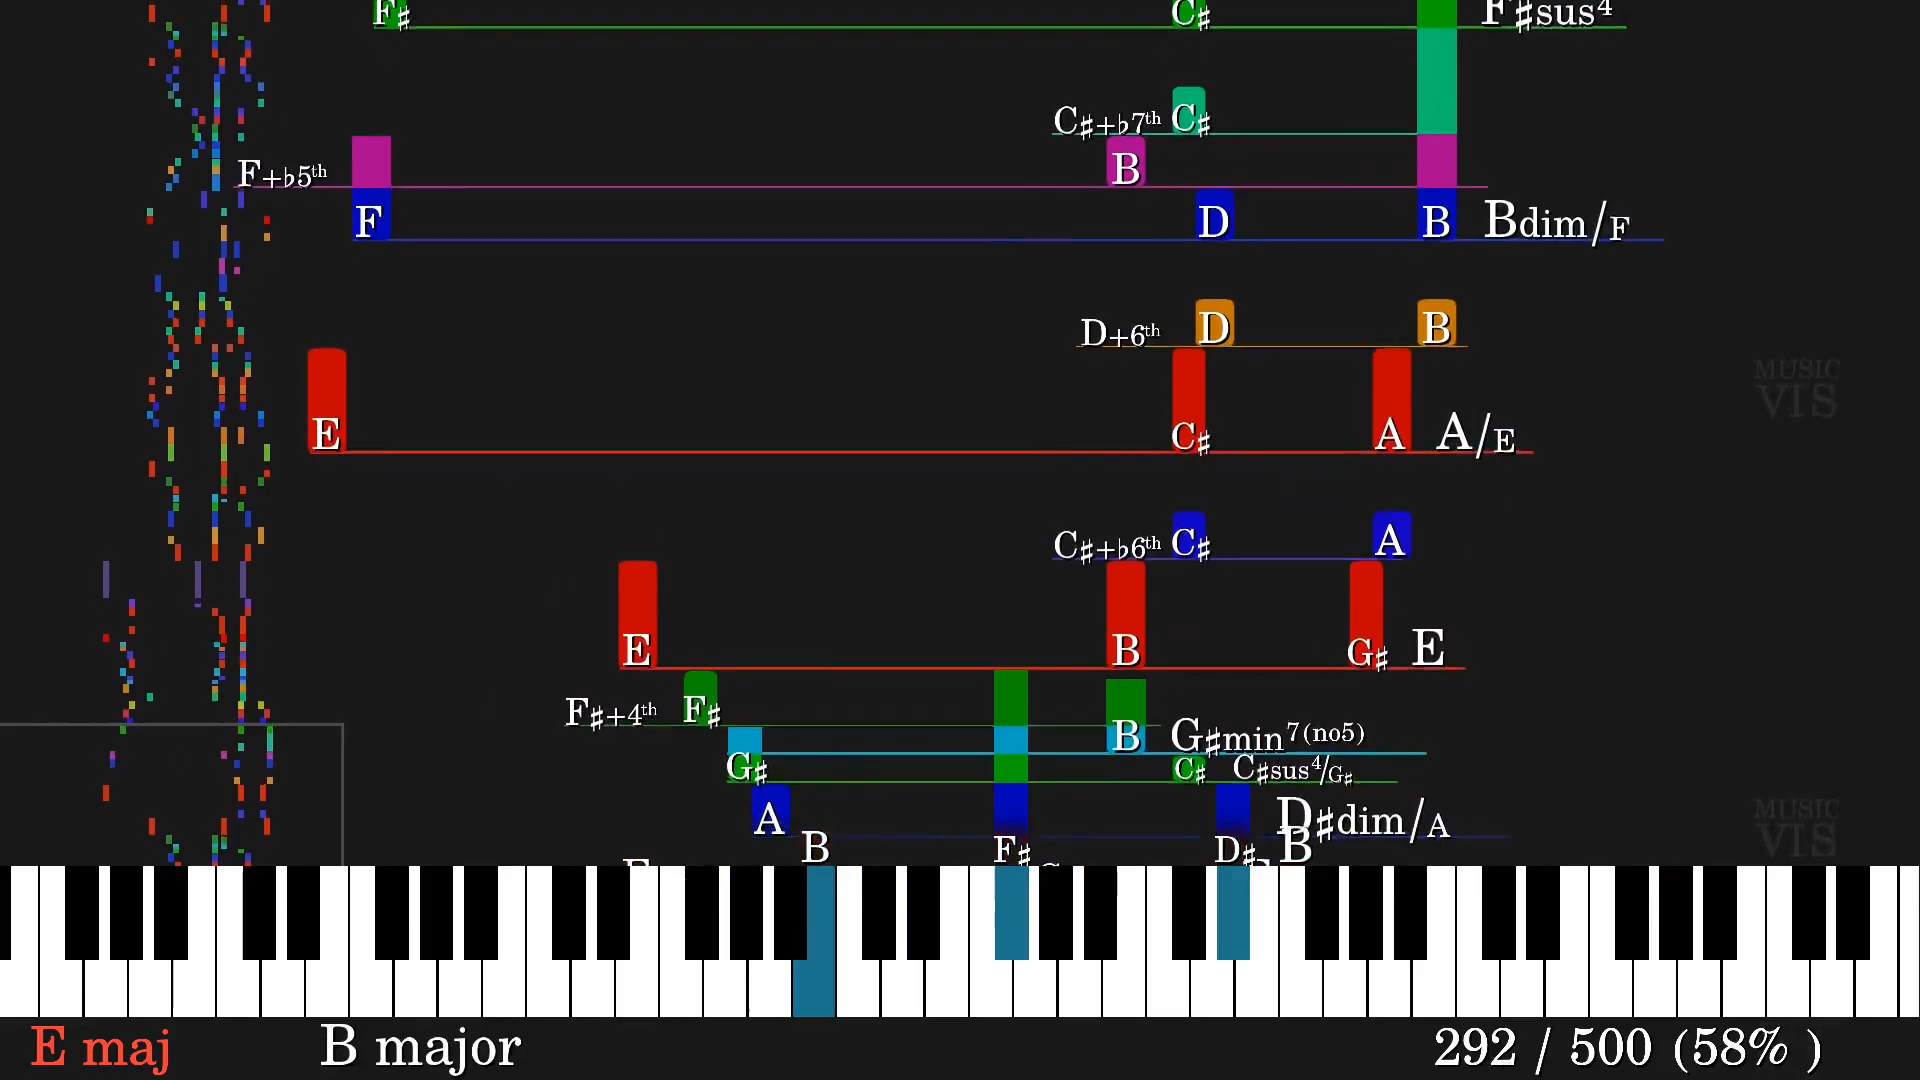 F♯ C♯ F♯sus⁴
C♯+♭7ᵗʰ C♯
F+♭5ᵗʰ B
F D B Bdim/F
D+6ᵗʰ D B
MUSIC
VIS
E C♯ A A/E
C♯+♭6ᵗʰ C♯ A
E B G♯ E
F♯+4ᵗʰ F♯
B G♯min⁷⁽ⁿᵒ⁵⁾
G♯ C♯ C♯sus⁴/G♯
A D♯dim/A
MUSIC
VIS
B F♯ D♯ B
E maj B major 292 / 500 (58% )